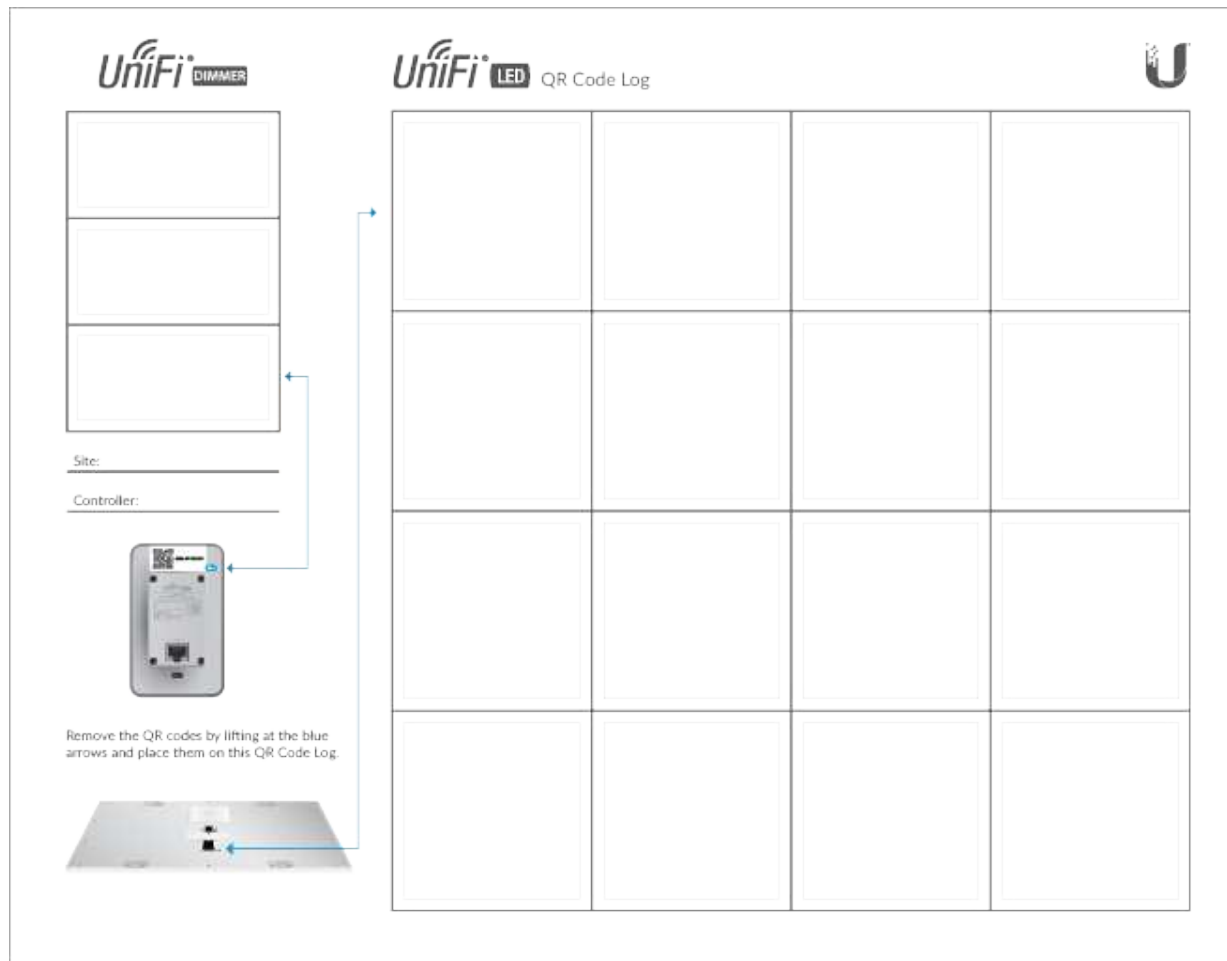 UniFi DIMMER
UniFi LED QR Code Log
U
Site:
Controller:
Remove the QR codes by lifting at the blue
arrows and place them on this QR Code Log.